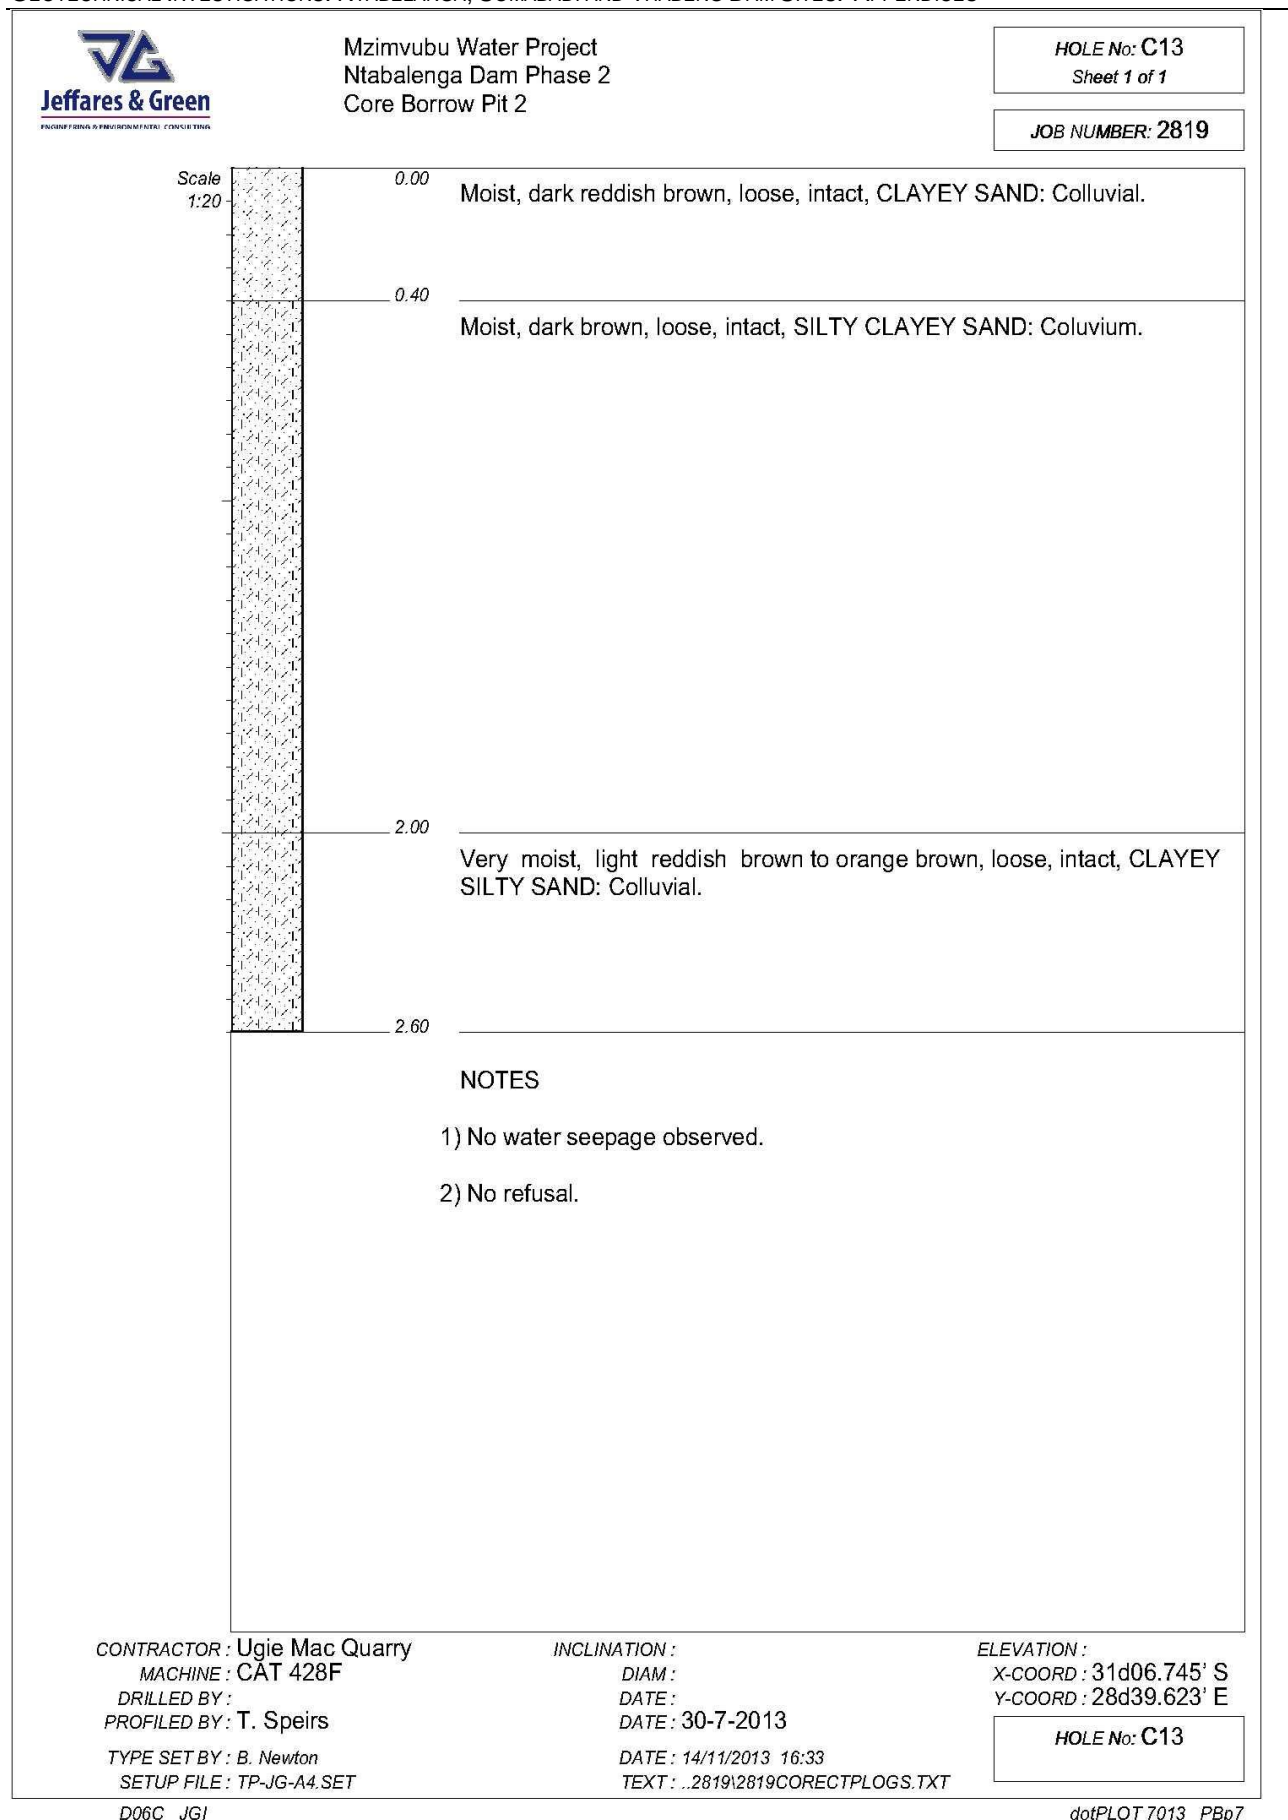 Jeffares & Green
ENGINEERING & ENVIRONMENTAL CONSULTING
Mzimvubu Water Project
Ntabalenga Dam Phase 2
Core Borrow Pit 2
HOLE No: C13
Sheet 1 of 1
JOB NUMBER: 2819
Scale
1:20
0.00
Moist, dark reddish brown, loose, intact, CLAYEY SAND: Colluvial.
0.40
Moist, dark brown, loose, intact, SILTY CLAYEY SAND: Coluvium.
2.00
Very moist, light reddish brown to orange brown, loose, intact, CLAYEY
SILTY SAND: Colluvial.
2.60
NOTES
1) No water seepage observed.
2) No refusal.
CONTRACTOR : Ugie Mac Quarry
MACHINE : CAT 428F
DRILLED BY :
PROFILED BY : T. Speirs
TYPE SET BY : B. Newton
SETUP FILE : TP-JG-A4.SET
INCLINATION :
DIAM :
DATE :
DATE : 30-7-2013
DATE : 14/11/2013 16:33
TEXT : ..2819\2819CORECTPLOGS.TXT
ELEVATION :
X-COORD : 31d06.745' S
Y-COORD : 28d39.623' E
HOLE No: C13
D06C JGI
dotPLOT 7013 PBp7